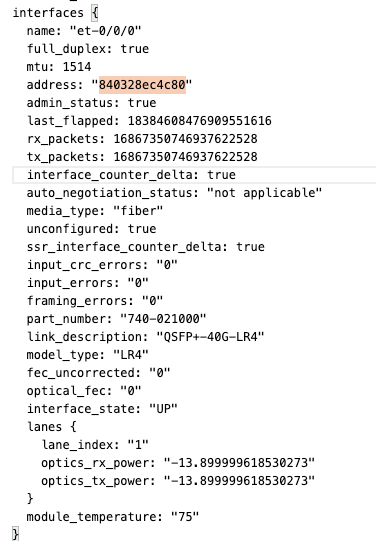 interfaces {
name: "et-0/0/0"
full_duplex: true
mtu: 1514
address: "840328ec4c80"
admin_status: true
last_flapped: 18384608476909551616
rx_packets: 16867350746937622528
tx_packets: 16867350746937622528
interface_counter_delta: true
auto_negotiation_status: "not applicable"
media_type: "fiber"
unconfigured: true
ssr_interface_counter_delta: true
input_crc_errors: "0"
input_errors: "0"
framing_errors: "0"
part_number: "740-021000"
link_description: "QSFP+-40G-LR4"
model_type: "LR4"
fec_uncorrected: "0"
optical_fec: "0"
interface_state: "UP"
lanes {
lane_index: "1"
optics_rx_power: "-13.899999618530273"
optics_tx_power: "-13.899999618530273"
}
module_temperature: "75"
}